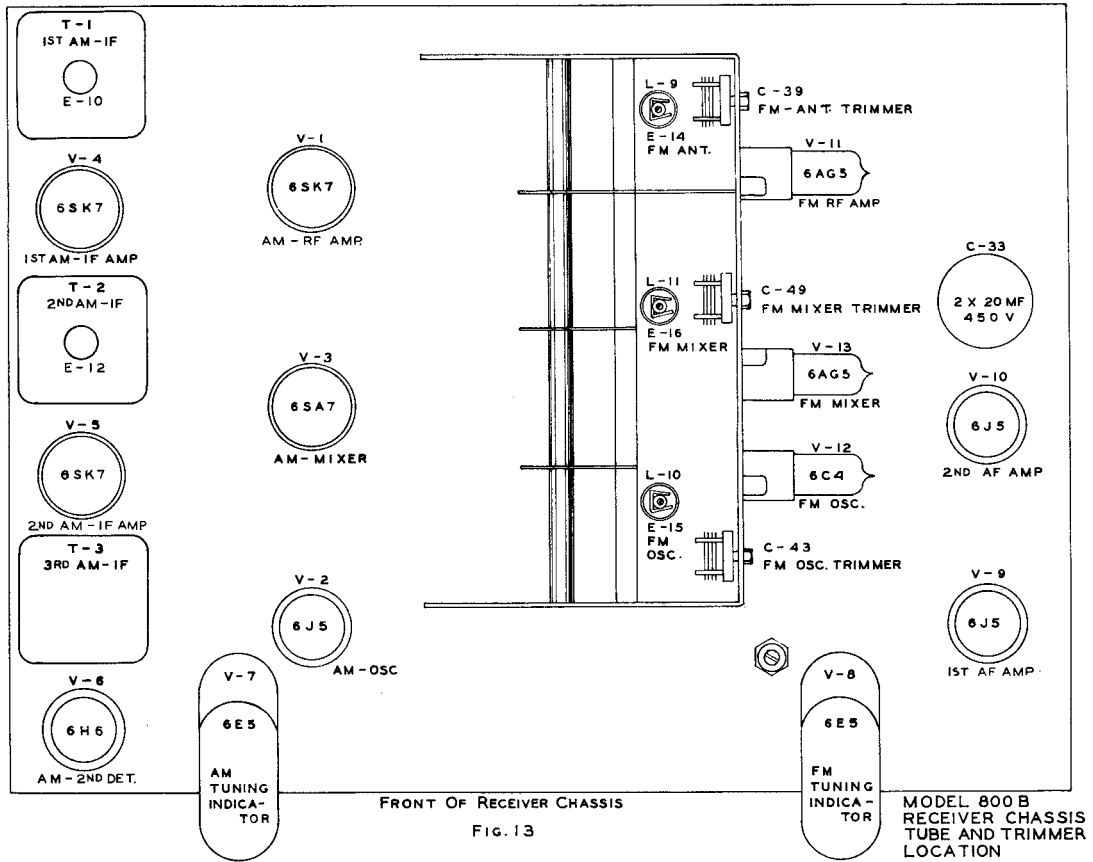 T-1
1ST AM-IF
E-10
V-4
6SK7
1ST AM-IF AMP
T-2
2ND AM-IF
E-12
V-5
6SK7
2ND AM-IF AMP
T-3
3RD AM-IF
V-6
6H6
AM-2ND DET.
V-1
6SK7
AM-RF AMP.
V-3
6SA7
AM-MIXER
V-2
6J5
AM-OSC
V-7
6E5
AM
TUNING
INDICA-
TOR
L-9
E-14
FM ANT.
C-39
FM-ANT. TRIMMER
V-11
6AG5
FM RF AMP
L-11
E-16
FM MIXER
C-49
FM MIXER TRIMMER
V-13
6AG5
FM MIXER
V-12
6C4
FM OSC.
L-10
E-15
FM
OSC.
C-43
FM OSC. TRIMMER
C-33
2 X 20 MF
450 V
V-10
6J5
2ND AF AMP
V-9
6J5
1ST AF AMP
V-8
6E5
FM
TUNING
INDICA-
TOR
FRONT OF RECEIVER CHASSIS
FIG. 13
MODEL 800 B
RECEIVER CHASSIS
TUBE AND TRIMMER
LOCATION